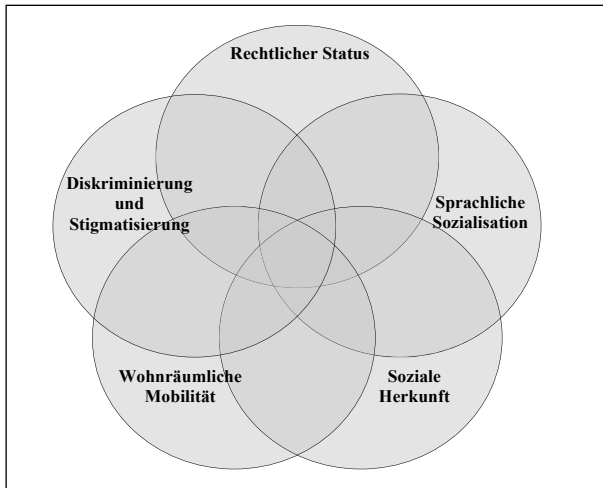 Rechtlicher Status
Diskriminierung
und
Stigmatisierung
Sprachliche
Sozialisation
Wohnräumliche
Mobilität
Soziale
Herkunft